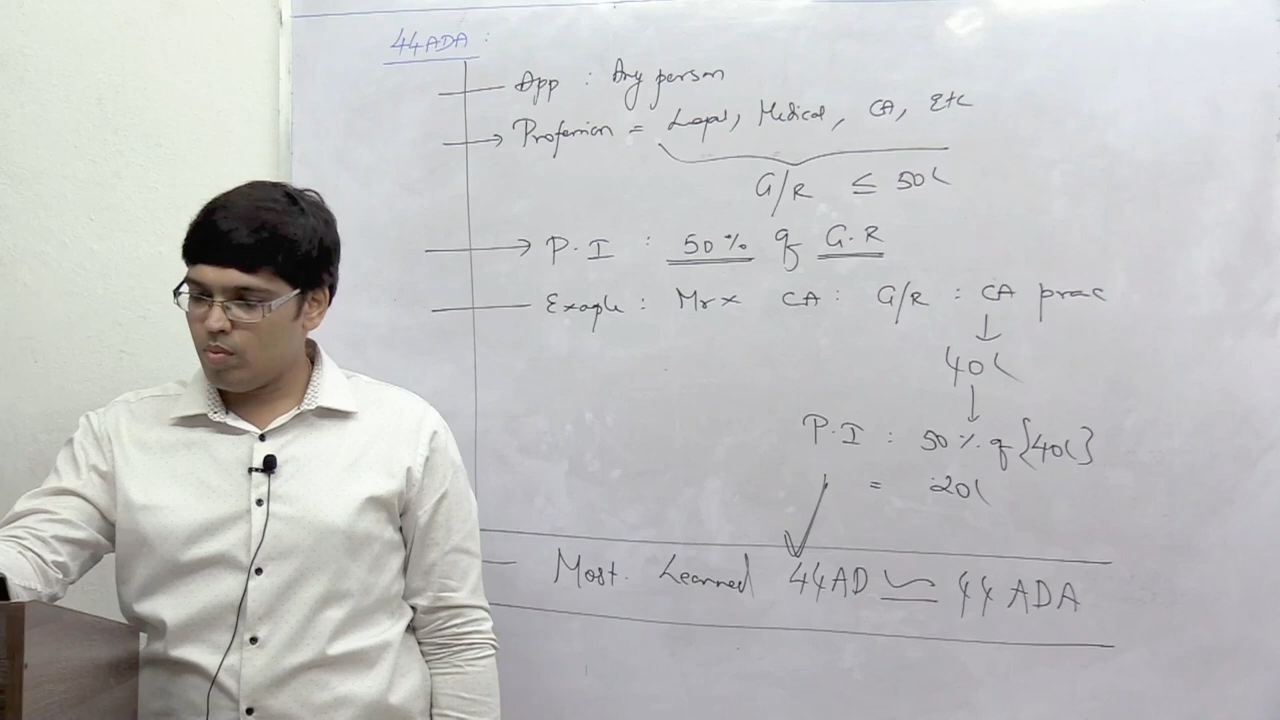 44ADA :
App : Any person
Profession = Legal, Medical, CA, Etc
G/R ≤ 50L
P.I : 50% of G.R
Example : Mr x CA : G/R : CA prac
↓
40L
↓
P.I : 50% of {40L}
= 20L
Most Learned 44AD 44ADA